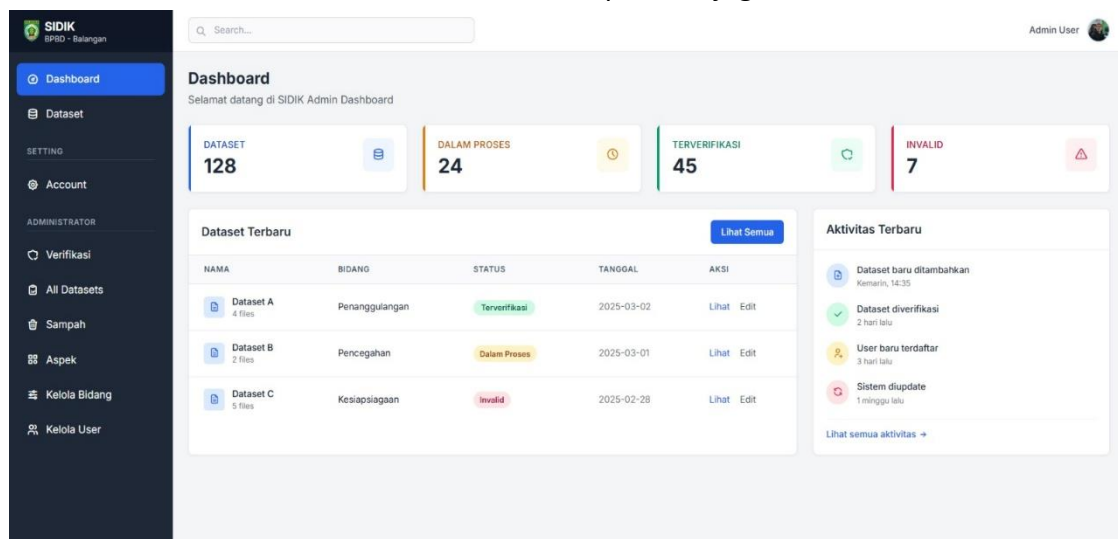 SIDIK
BPBD - Balangan
Search...
Admin User
Dashboard
Dataset
SETTING
Account
ADMINISTRATOR
Verifikasi
All Datasets
Sampah
Aspek
Kelola Bidang
Kelola User
Dashboard
Selamat datang di SIDIK Admin Dashboard
DATASET
128
DALAM PROSES
24
TERVERIFIKASI
45
INVALID
7
Dataset Terbaru
Lihat Semua
NAMA BIDANG STATUS TANGGAL AKSI
Dataset A Penanggulangan Terverifikasi 2025-03-02 Lihat Edit
4 files
Dataset B Pencegahan Dalam Proses 2025-03-01 Lihat Edit
2 files
Dataset C Kesiapsiagaan Invalid 2025-02-28 Lihat Edit
5 files
Aktivitas Terbaru
Dataset baru ditambahkan
Kemarin, 14:35
Dataset diverifikasi
2 hari lalu
User baru terdaftar
3 hari lalu
Sistem diupdate
1 minggu lalu
Lihat semua aktivitas →